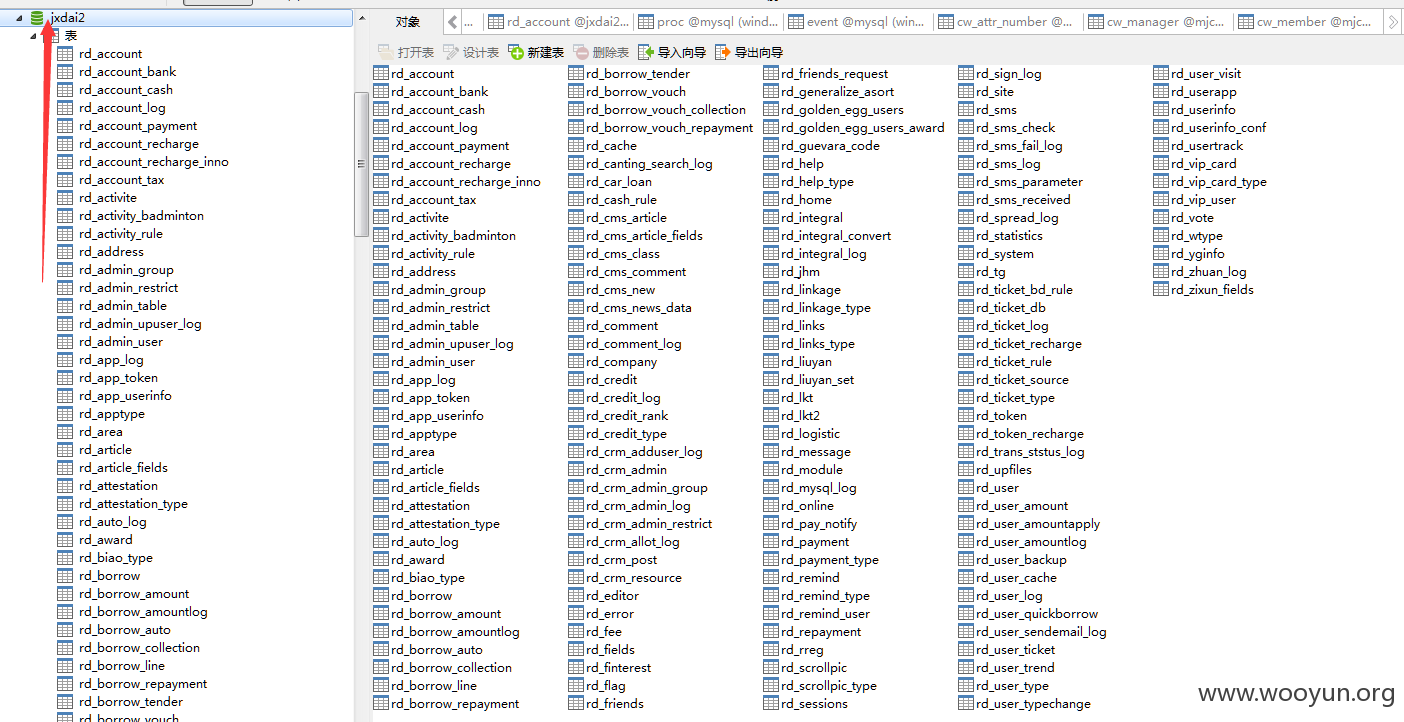 jxdai2
表
rd_account
rd_account_bank
rd_account_cash
rd_account_log
rd_account_payment
rd_account_recharge
rd_account_recharge_inno
rd_account_tax
rd_activite
rd_activity_badminton
rd_activity_rule
rd_address
rd_admin_group
rd_admin_restrict
rd_admin_table
rd_admin_upuser_log
rd_admin_user
rd_app_log
rd_app_token
rd_app_userinfo
rd_apptype
rd_area
rd_article
rd_article_fields
rd_attestation
rd_attestation_type
rd_auto_log
rd_award
rd_biao_type
rd_borrow
rd_borrow_amount
rd_borrow_amountlog
rd_borrow_auto
rd_borrow_collection
rd_borrow_line
rd_borrow_repayment
rd_borrow_tender
rd_borrow_vouch
对象 ... rd_account @jxdai2... proc @mysql (wind... event @mysql (win... cw_attr_number @... cw_manager @mjc... cw_member @mjc...
打开表 设计表 新建表 删除表 导入向导 导出向导
rd_account
rd_account_bank
rd_account_cash
rd_account_log
rd_account_payment
rd_account_recharge
rd_account_recharge_inno
rd_account_tax
rd_activite
rd_activity_badminton
rd_activity_rule
rd_address
rd_admin_group
rd_admin_restrict
rd_admin_table
rd_admin_upuser_log
rd_admin_user
rd_app_log
rd_app_token
rd_app_userinfo
rd_apptype
rd_area
rd_article
rd_article_fields
rd_attestation
rd_attestation_type
rd_auto_log
rd_award
rd_biao_type
rd_borrow
rd_borrow_amount
rd_borrow_amountlog
rd_borrow_auto
rd_borrow_collection
rd_borrow_line
rd_borrow_repayment
rd_borrow_tender
rd_borrow_vouch
rd_borrow_vouch_collection
rd_borrow_vouch_repayment
rd_cache
rd_canting_search_log
rd_car_loan
rd_cash_rule
rd_cms_article
rd_cms_article_fields
rd_cms_class
rd_cms_comment
rd_cms_new
rd_cms_news_data
rd_comment
rd_comment_log
rd_company
rd_credit
rd_credit_log
rd_credit_rank
rd_credit_type
rd_crm_adduser_log
rd_crm_admin
rd_crm_admin_group
rd_crm_admin_log
rd_crm_admin_restrict
rd_crm_allot_log
rd_crm_post
rd_crm_resource
rd_editor
rd_error
rd_fee
rd_fields
rd_finterest
rd_flag
rd_friends
rd_friends_request
rd_generalize_asort
rd_golden_egg_users
rd_golden_egg_users_award
rd_guevara_code
rd_help
rd_help_type
rd_home
rd_integral
rd_integral_convert
rd_integral_log
rd_jhm
rd_linkage
rd_linkage_type
rd_links
rd_links_type
rd_liuyan
rd_liuyan_set
rd_lkt
rd_lkt2
rd_logistic
rd_message
rd_module
rd_mysql_log
rd_online
rd_pay_notify
rd_payment
rd_payment_type
rd_remind
rd_remind_type
rd_remind_user
rd_repayment
rd_rreg
rd_scrollpic
rd_scrollpic_type
rd_sessions
rd_sign_log
rd_site
rd_sms
rd_sms_check
rd_sms_fail_log
rd_sms_log
rd_sms_parameter
rd_sms_received
rd_spread_log
rd_statistics
rd_system
rd_tg
rd_ticket_bd_rule
rd_ticket_db
rd_ticket_log
rd_ticket_recharge
rd_ticket_rule
rd_ticket_source
rd_ticket_type
rd_token
rd_token_recharge
rd_trans_ststus_log
rd_upfiles
rd_user
rd_user_amount
rd_user_amountapply
rd_user_amountlog
rd_user_backup
rd_user_cache
rd_user_log
rd_user_quickborrow
rd_user_sendemail_log
rd_user_ticket
rd_user_trend
rd_user_type
rd_user_typechange
rd_user_visit
rd_userapp
rd_userinfo
rd_userinfo_conf
rd_usertrack
rd_vip_card
rd_vip_card_type
rd_vip_user
rd_vote
rd_wtype
rd_yginfo
rd_zhuan_log
rd_zixun_fields
www.wooyun.org